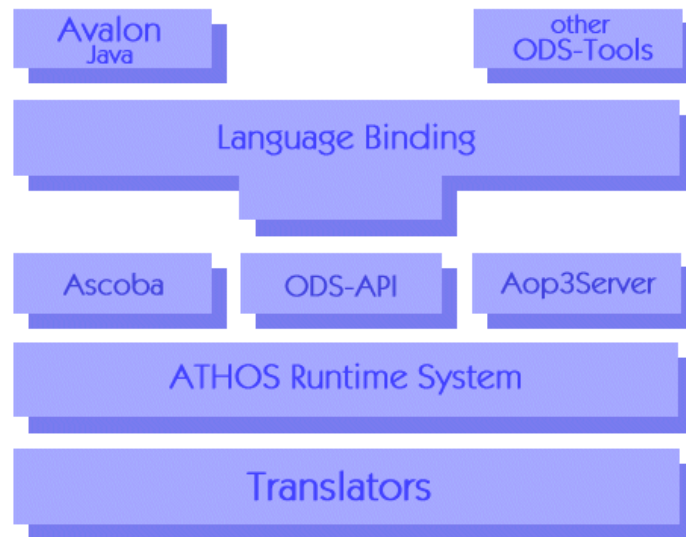 Avalon
Java
other
ODS-Tools
Language Binding
Ascoba
ODS-API
Aop3Server
ATHOS Runtime System
Translators